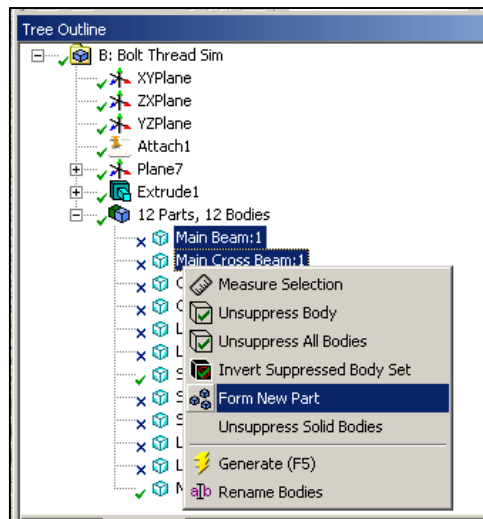 Tree Outline
B: Bolt Thread Sim
XYPlane
ZXPlane
YZPlane
Attach1
Plane7
Extrude1
12 Parts, 12 Bodies
Main Beam:1
Main Cross Beam:1
Measure Selection
Unsuppress Body
Unsuppress All Bodies
Invert Suppressed Body Set
Form New Part
Unsuppress Solid Bodies
Generate (F5)
Rename Bodies